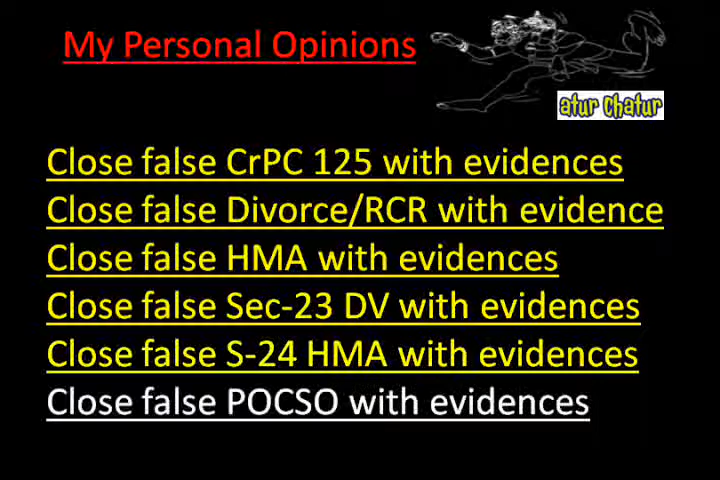 My Personal Opinions
atur Chatur
Close false CrPC 125 with evidences
Close false Divorce/RCR with evidence
Close false HMA with evidences
Close false Sec-23 DV with evidences
Close false S-24 HMA with evidences
Close false POCSO with evidences